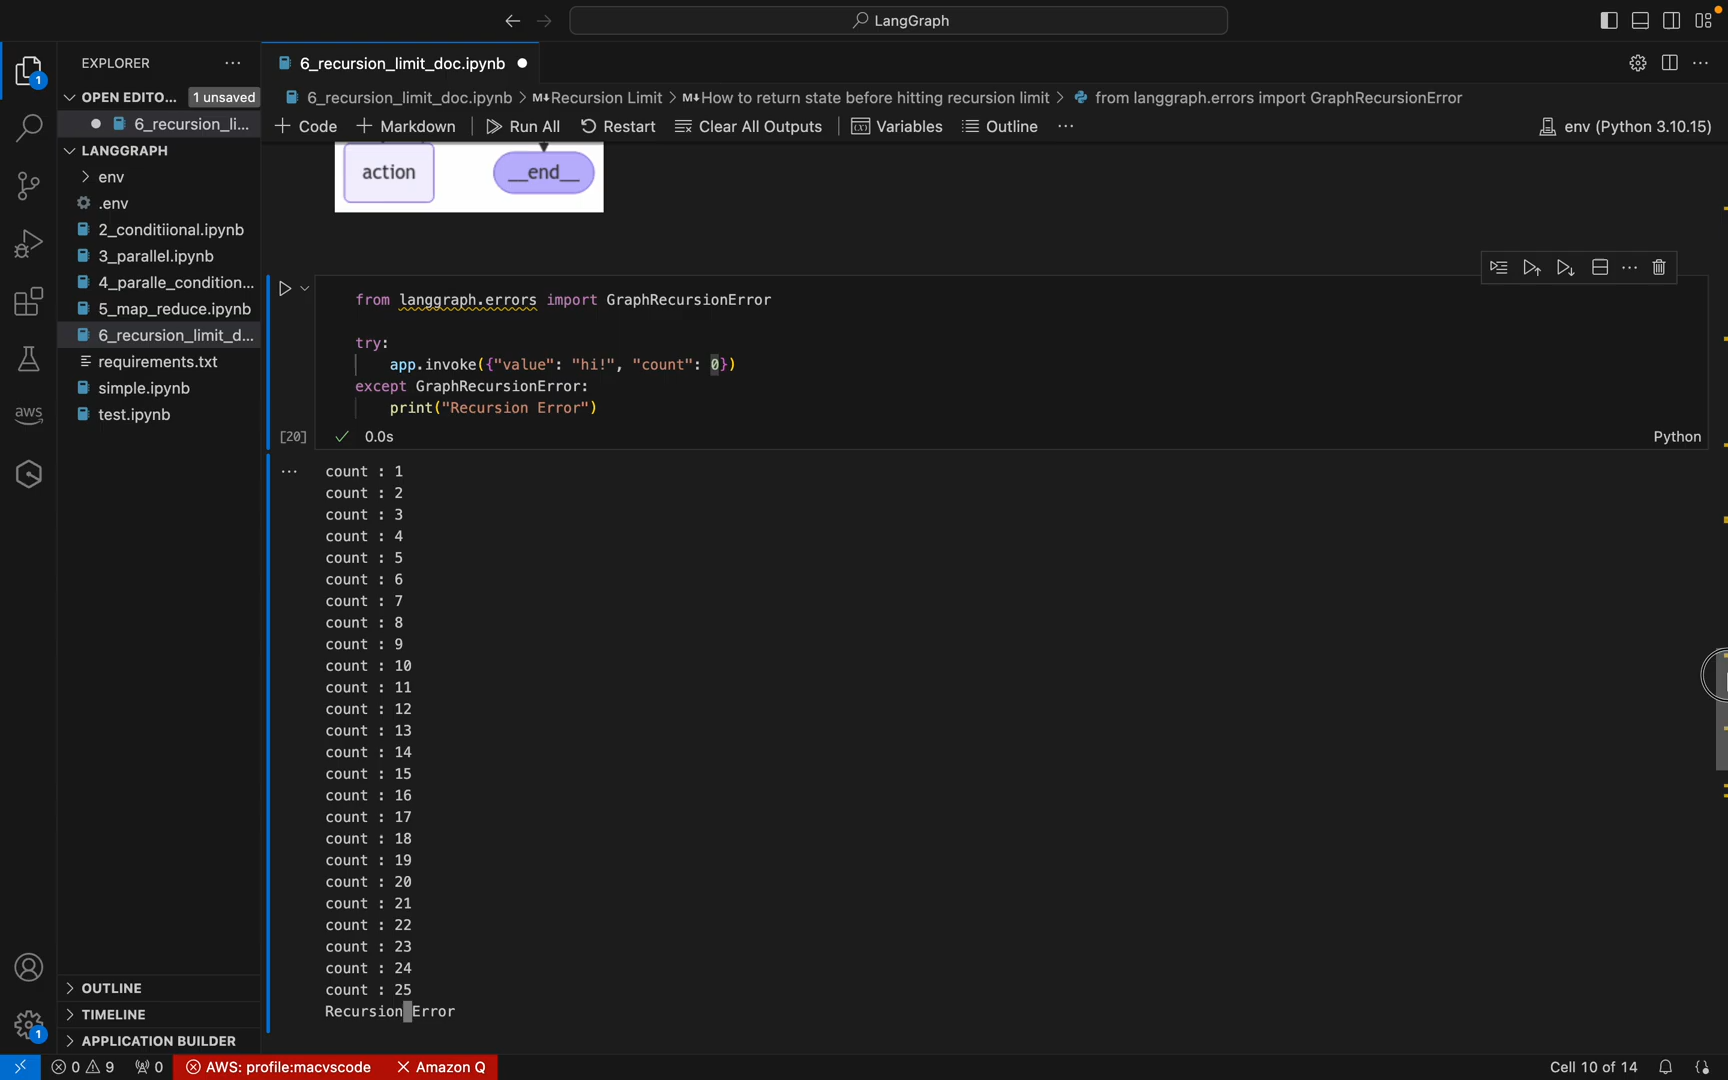 LangGraph
EXPLORER
6_recursion_limit_doc.ipynb
1
OPEN EDITO...
1 unsaved
6_recursion_limit_doc.ipynb > M↓Recursion Limit > M↓How to return state before hitting recursion limit > from langgraph.errors import GraphRecursionError
6_recursion_li...
+ Code
+ Markdown
Run All
Restart
Clear All Outputs
Variables
Outline
...
env (Python 3.10.15)
LANGGRAPH
env
.env
2_conditiional.ipynb
3_parallel.ipynb
4_paralle_condition...
5_map_reduce.ipynb
6_recursion_limit_d...
requirements.txt
simple.ipynb
test.ipynb
aws
action
__end__
from langgraph.errors import GraphRecursionError
try:
app.invoke({"value": "hi!", "count": 0})
except GraphRecursionError:
print("Recursion Error")
[20]
0.0s
Python
count : 1
count : 2
count : 3
count : 4
count : 5
count : 6
count : 7
count : 8
count : 9
count : 10
count : 11
count : 12
count : 13
count : 14
count : 15
count : 16
count : 17
count : 18
count : 19
count : 20
count : 21
count : 22
count : 23
count : 24
count : 25
Recursion Error
OUTLINE
TIMELINE
APPLICATION BUILDER
1
0
9
0
AWS: profile:macvscode
Amazon Q
Cell 10 of 14